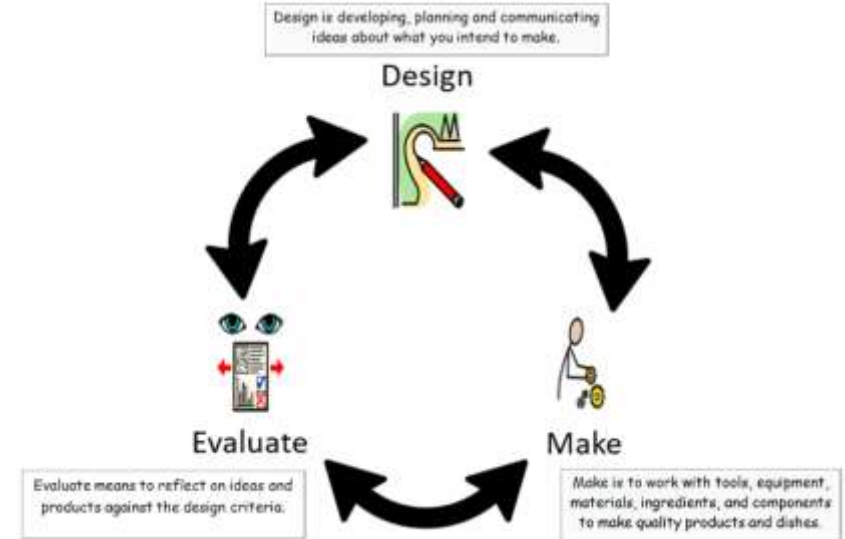 Design is developing, planning and communicating
ideas about what you intend to make.
Design
Evaluate
Make
Evaluate means to reflect on ideas and
products against the design criteria.
Make is to work with tools, equipment,
materials, ingredients, and components
to make quality products and dishes.